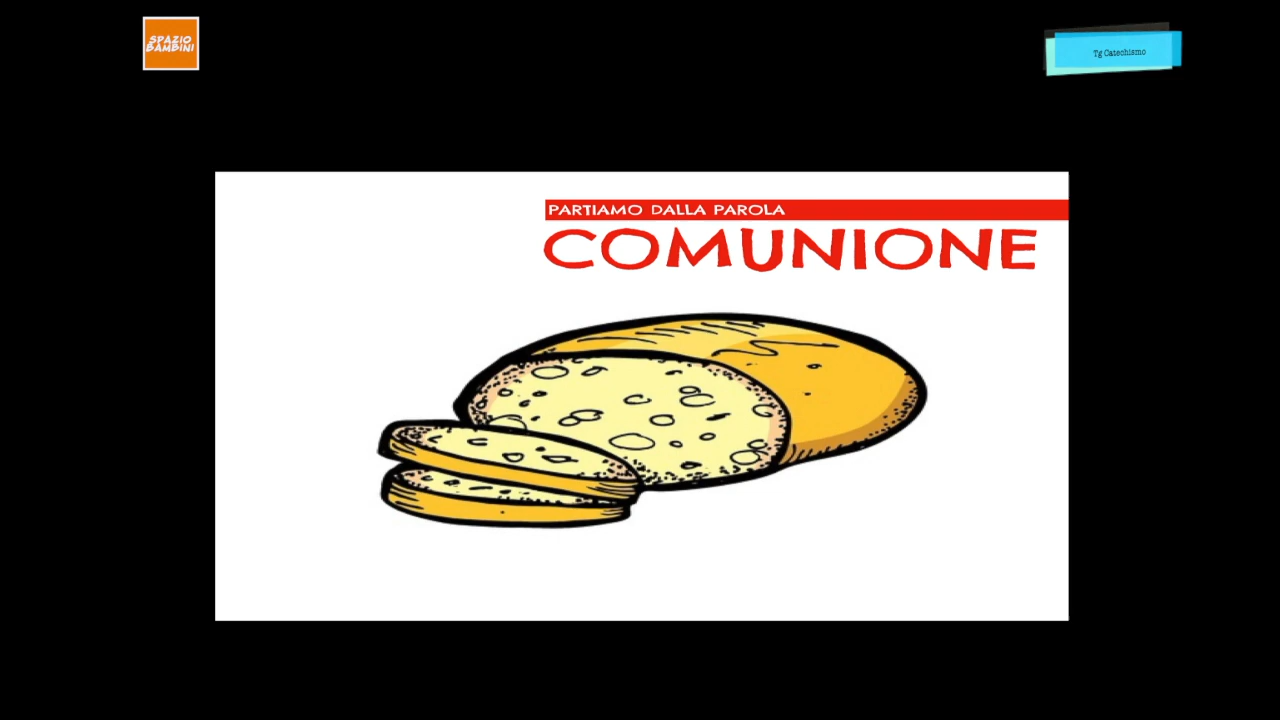 SPAZIO
BAMBINI
Tg Catechismo
PARTIAMO DALLA PAROLA
COMUNIONE